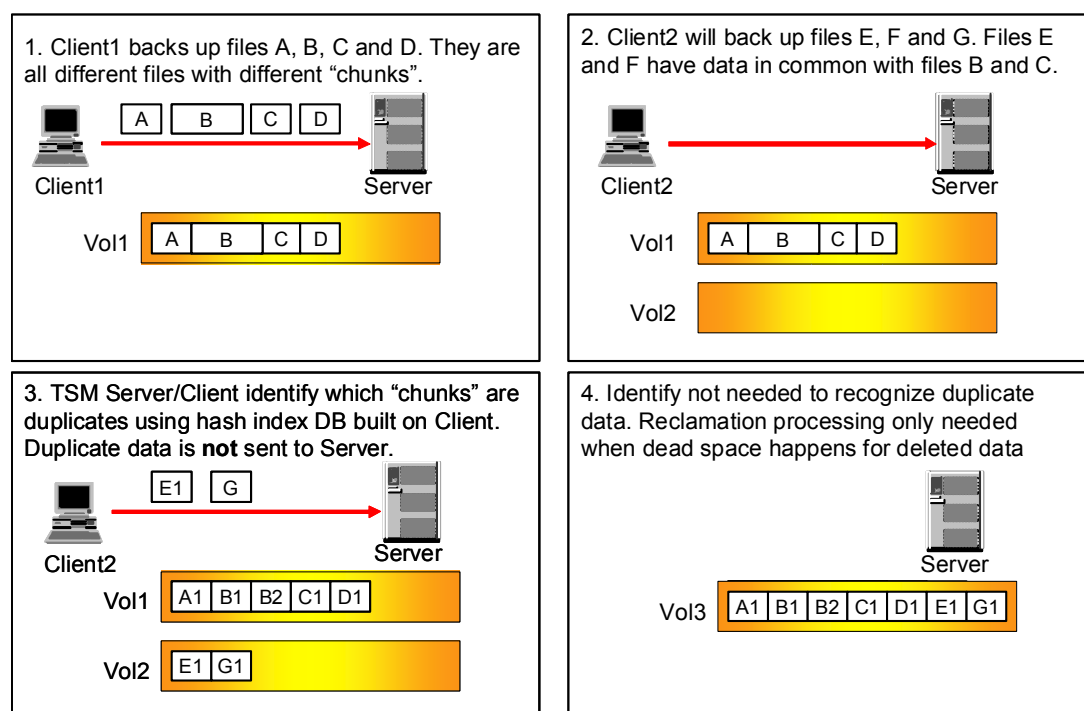 1. Client1 backs up files A, B, C and D. They are
all different files with different “chunks”.
A B C D
Client1 Server
Vol1 A B C D
2. Client2 will back up files E, F and G. Files E
and F have data in common with files B and C.
Client2 Server
Vol1 A B C D
Vol2
3. TSM Server/Client identify which “chunks” are
duplicates using hash index DB built on Client.
Duplicate data is not sent to Server.
E1 G
Client2 Server
Vol1 A1 B1 B2 C1 D1
Vol2 E1 G1
4. Identify not needed to recognize duplicate
data. Reclamation processing only needed
when dead space happens for deleted data
Server
Vol3 A1 B1 B2 C1 D1 E1 G1